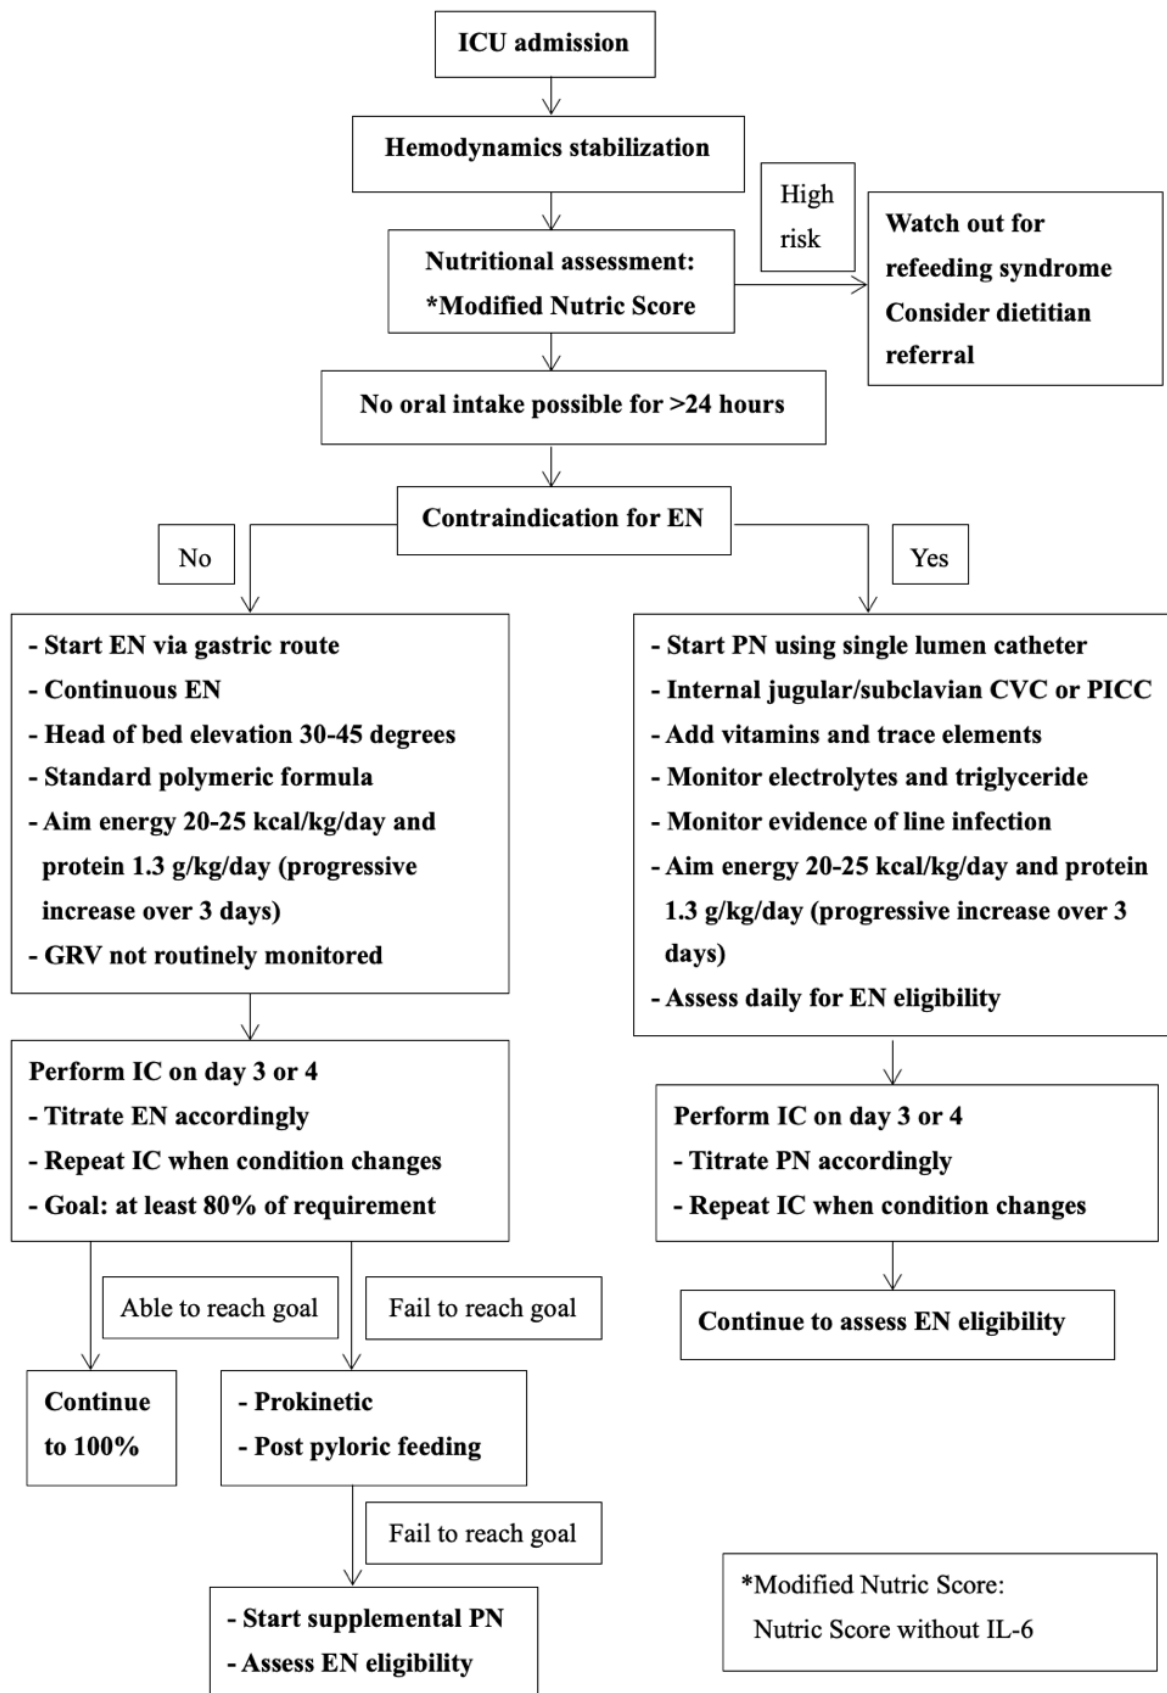 ICU admission
Hemodynamics stabilization
High
risk
Nutritional assessment:
*Modified Nutric Score
Watch out for
refeeding syndrome
Consider dietitian
referral
No oral intake possible for >24 hours
Contraindication for EN
No
Yes
- Start EN via gastric route
- Continuous EN
- Head of bed elevation 30-45 degrees
- Standard polymeric formula
- Aim energy 20-25 kcal/kg/day and
protein 1.3 g/kg/day (progressive
increase over 3 days)
- GRV not routinely monitored
- Start PN using single lumen catheter
- Internal jugular/subclavian CVC or PICC
- Add vitamins and trace elements
- Monitor electrolytes and triglyceride
- Monitor evidence of line infection
- Aim energy 20-25 kcal/kg/day and protein
1.3 g/kg/day (progressive increase over 3
days)
- Assess daily for EN eligibility
Perform IC on day 3 or 4
- Titrate EN accordingly
- Repeat IC when condition changes
- Goal: at least 80% of requirement
Perform IC on day 3 or 4
- Titrate PN accordingly
- Repeat IC when condition changes
Able to reach goal
Fail to reach goal
Continue to assess EN eligibility
Continue
to 100%
- Prokinetic
- Post pyloric feeding
Fail to reach goal
- Start supplemental PN
- Assess EN eligibility
*Modified Nutric Score:
Nutric Score without IL-6